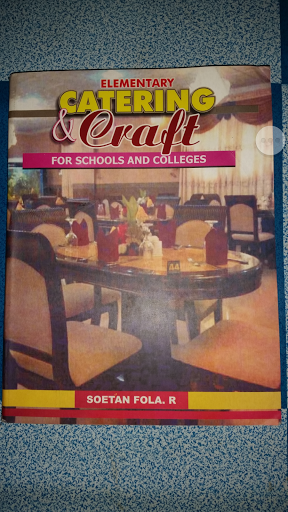 ELEMENTARY
CATERING
& Craft
FOR SCHOOLS AND COLLEGES
SOETAN FOLA. R